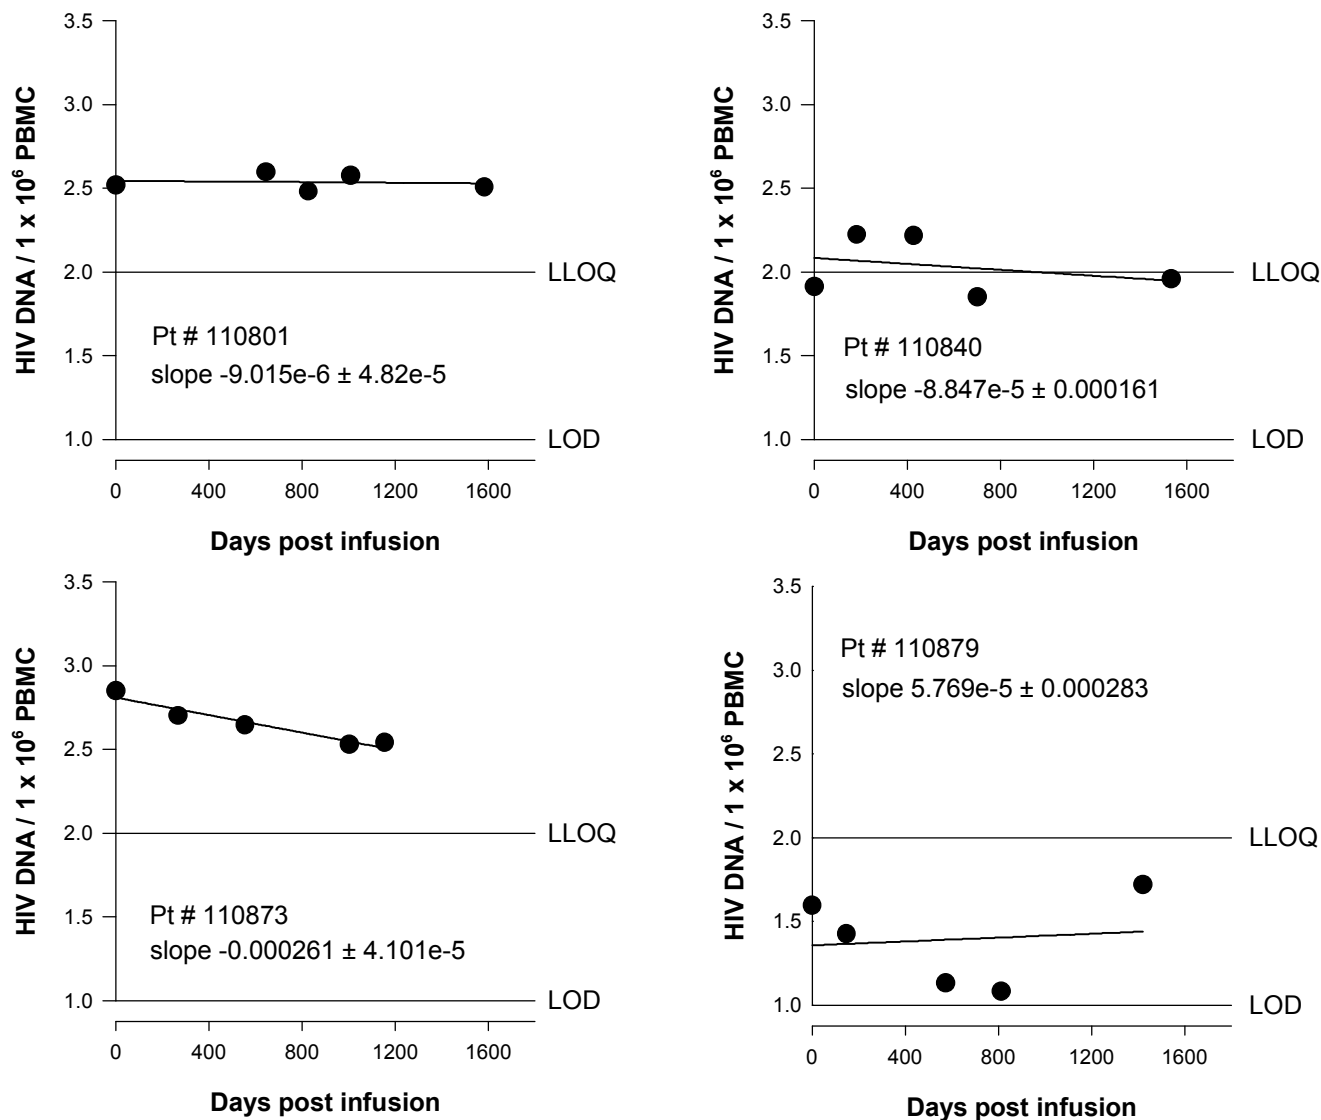 3.5
3.0
2.5
2.0
1.5
1.0
HIV DNA / 1 x 10⁶ PBMC
LLOQ
Pt # 110801
slope -9.015e-6 ± 4.82e-5
LOD
0 400 800 1200 1600
Days post infusion
3.5
3.0
2.5
2.0
1.5
1.0
HIV DNA / 1 x 10⁶ PBMC
LLOQ
Pt # 110840
slope -8.847e-5 ± 0.000161
LOD
0 400 800 1200 1600
Days post infusion
3.5
3.0
2.5
2.0
1.5
1.0
HIV DNA / 1 x 10⁶ PBMC
LLOQ
Pt # 110873
slope -0.000261 ± 4.101e-5
LOD
0 400 800 1200 1600
Days post infusion
3.5
3.0
2.5
2.0
1.5
1.0
HIV DNA / 1 x 10⁶ PBMC
Pt # 110879
slope 5.769e-5 ± 0.000283
LLOQ
LOD
0 400 800 1200 1600
Days post infusion